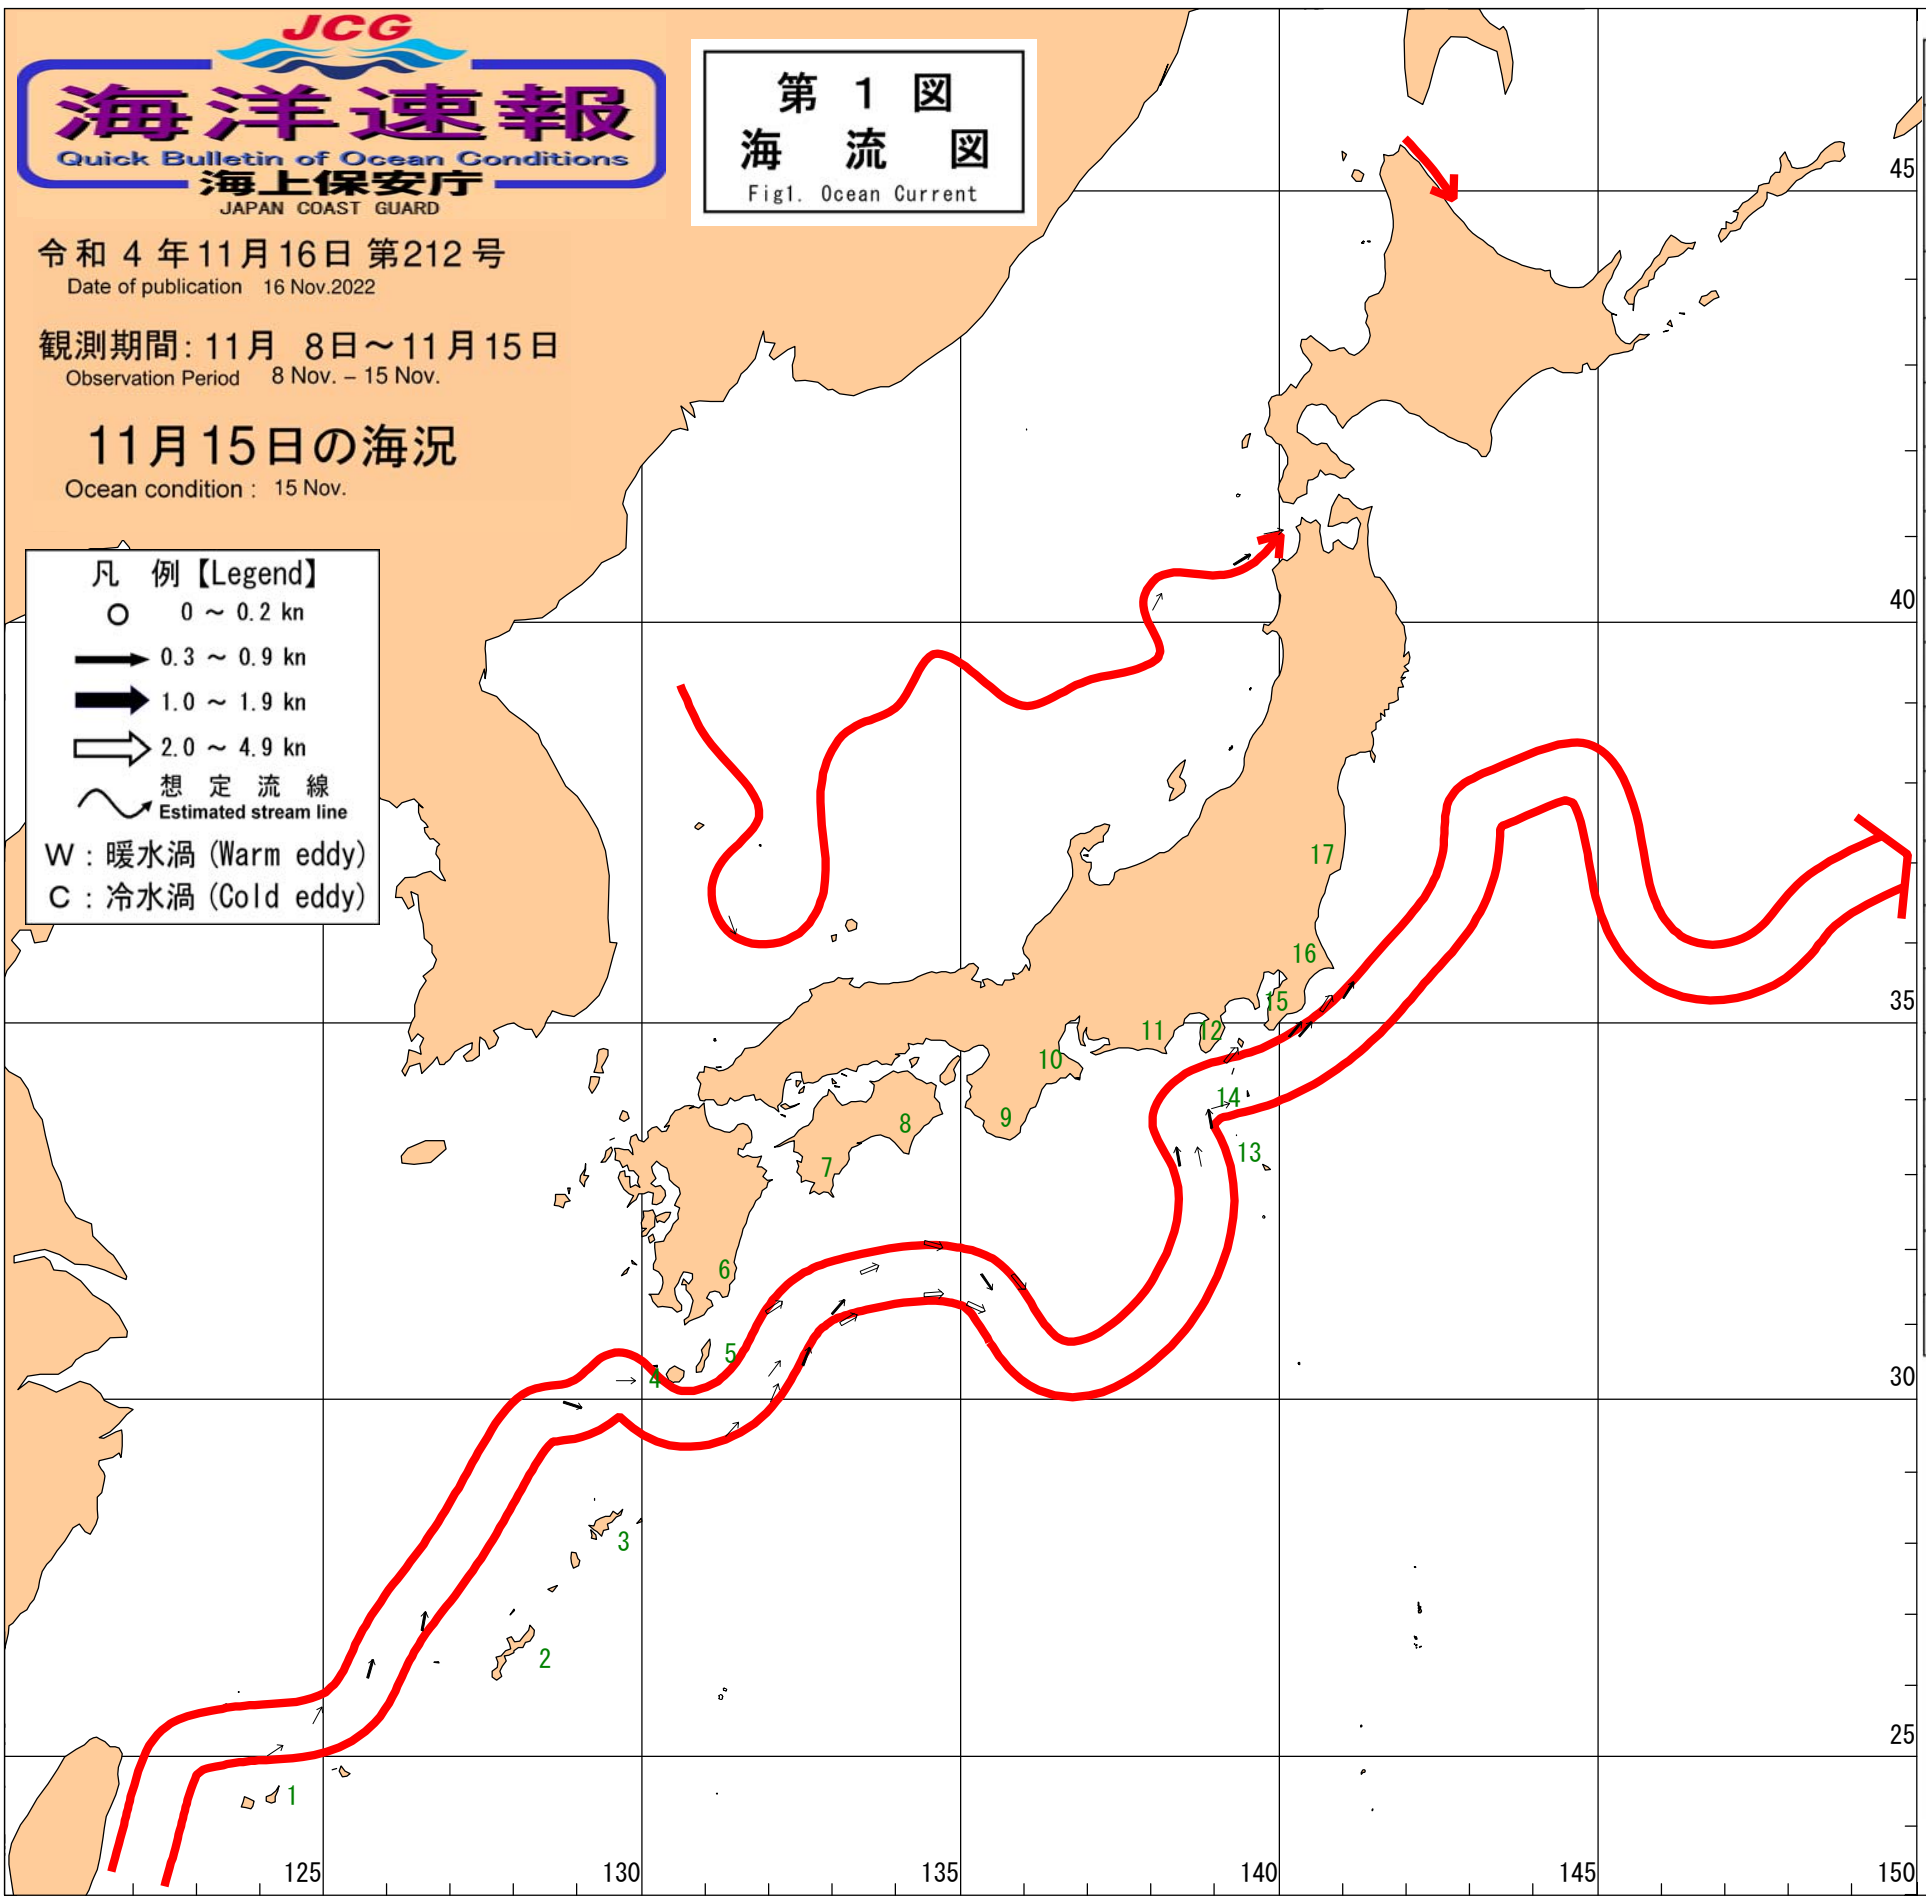 JCG
海洋速報
Quick Bulletin of Ocean Conditions
海上保安庁
JAPAN COAST GUARD
令和 4 年11月16日 第212号
Date of publication 16 Nov.2022
観測期間: 11月 8日～11月15日
Observation Period 8 Nov. – 15 Nov.
11月15日の海況
Ocean condition : 15 Nov.
第 1 図
海 流 図
Fig1. Ocean Current
凡 例【Legend】
0 ～ 0.2 kn
0.3 ～ 0.9 kn
1.0 ～ 1.9 kn
2.0 ～ 4.9 kn
想 定 流 線
Estimated stream line
W : 暖水渦 (Warm eddy)
C : 冷水渦 (Cold eddy)
45
40
35
30
25
17
16
15
12
11
10
14
13
9
8
7
6
5
4
3
2
1
125
130
135
140
145
150